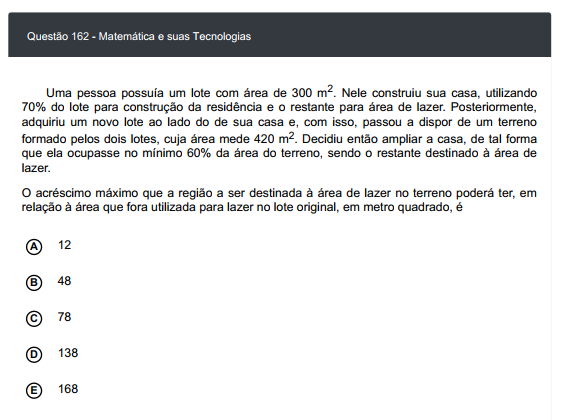 Questão 162 - Matemática e suas Tecnologias
Uma pessoa possuía um lote com área de 300 m². Nele construiu sua casa, utilizando
70% do lote para construção da residência e o restante para área de lazer. Posteriormente,
adquiriu um novo lote ao lado do de sua casa e, com isso, passou a dispor de um terreno
formado pelos dois lotes, cuja área mede 420 m². Decidiu então ampliar a casa, de tal forma
que ela ocupasse no mínimo 60% da área do terreno, sendo o restante destinado à área de
lazer.
O acréscimo máximo que a região a ser destinada à área de lazer no terreno poderá ter, em
relação à área que fora utilizada para lazer no lote original, em metro quadrado, é
A 12
B 48
C 78
D 138
E 168